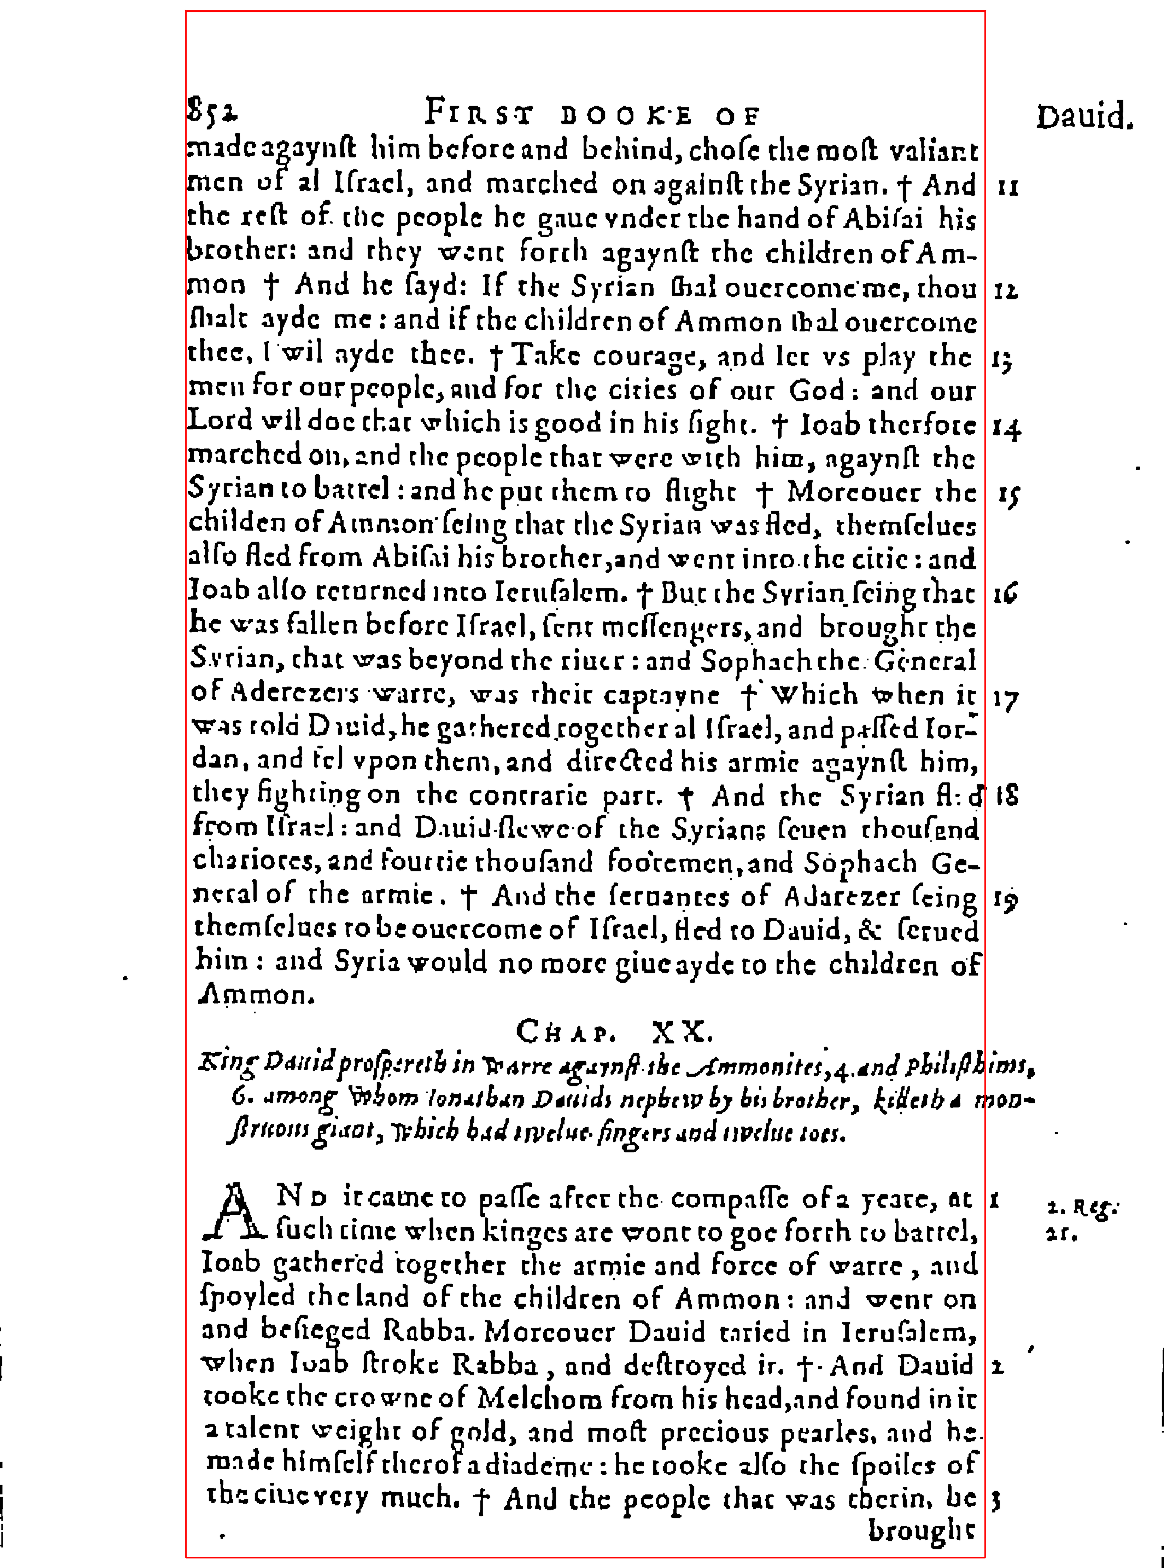 852 FIRST BOOKE OF Dauid.
made agaynſt him before and behind, choſe the moſt valiant
men of al Iſrael, and marched on againſt the Syrian. † And 11
the reſt of the people he gaue vnder the hand of Abiſai his
brother: and they went forth agaynſt the children of Am-
mon † And he ſayd: If the Syrian ſhal ouercome me, thou 12
ſhalt ayde me: and if the children of Ammon ſhal ouercome
thee, I wil ayde thee. † Take courage, and let vs play the 13
men for our people, and for the cities of our God: and our
Lord wil doe that which is good in his ſight. † Ioab therfore 14
marched on, and the people that were with him, agaynſt the
Syrian to battel: and he put them to flight † Moreouer the 15
childen of Ammon ſeing that the Syrian was fled, themſelues
alſo fled from Abiſai his brother, and went into the citie: and
Ioab alſo returned into Ieruſalem. † But the Syrian ſeing that 16
he was fallen before Iſrael, ſent meſſengers, and brought the
Syrian, that was beyond the riuer: and Sophach the General
of Aderezers warre, was their captayne † Which when it 17
was told Dauid, he gathered together al Iſrael, and paſſed Ior-
dan, and fel vpon them, and directed his armie agaynſt him,
they fighting on the contrarie part. † And the Syrian fled 18
from Iſrael: and Dauid ſlewe of the Syrians ſeuen thouſand
chariotes, and fourtie thouſand footemen, and Sophach Ge-
neral of the armie. † And the ſeruantes of Adarezer ſeing 19
themſelues to be ouercome of Iſrael, fled to Dauid, & ſerued
him: and Syria would no more giue ayde to the children of
Ammon.
CHAP. XX.
King Dauid proſpereth in warre agaynſt the Ammonites, 4. and Philiſthims,
6. among whom Ionathan Dauids nephew by his brother, killeth a mon-
ſtruous giant, which had twelue fingers and twelue toes.
AND it came to paſſe after the compaſſe of a yeare, at 1 2. Reg.
ſuch time when kinges are wont to goe forth to battel, 21.
Ioab gathered together the armie and force of warre, and
ſpoyled the land of the children of Ammon: and went on
and beſieged Rabba. Moreouer Dauid taried in Ieruſalem,
when Ioab ſtroke Rabba, and deſtroyed it. † And Dauid 2
tooke the crowne of Melchom from his head, and found in it
a talent weight of gold, and moſt precious pearles, and he
made himſelf therof a diademe: he tooke alſo the ſpoiles of
the citie very much. † And the people that was therin, he 3
brought